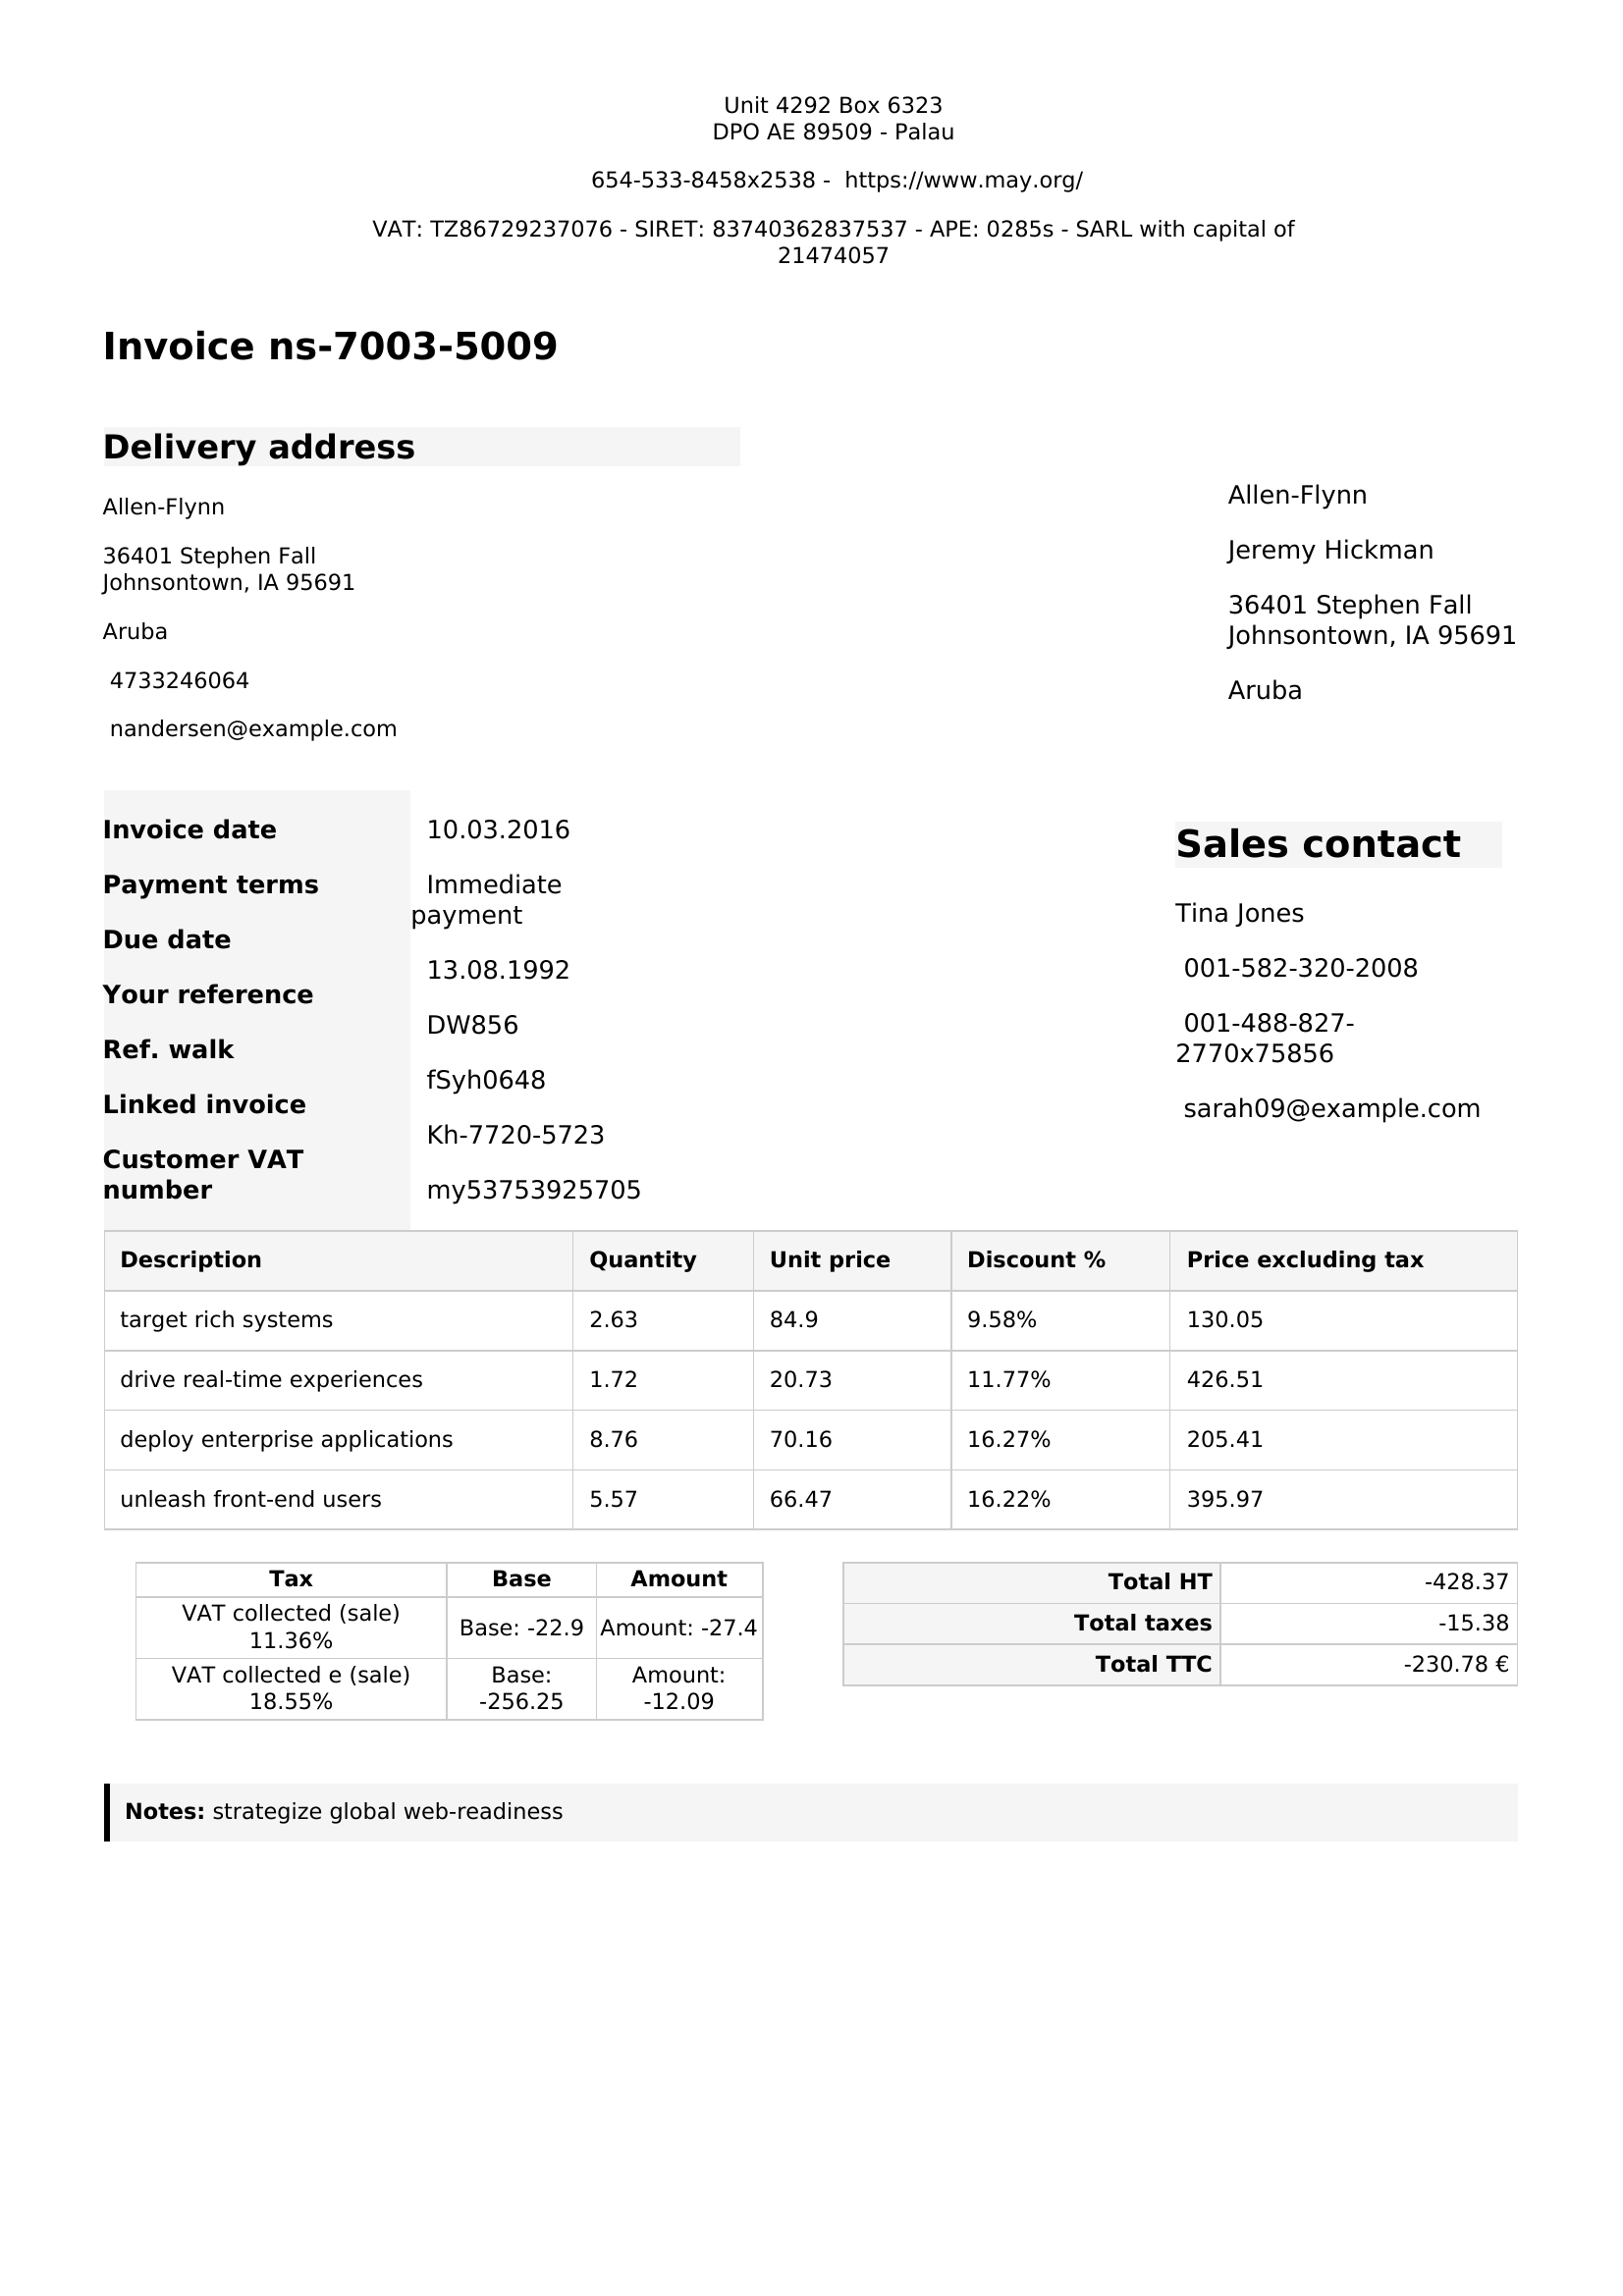 Unit 4292 Box 6323
DPO AE 89509 - Palau
654-533-8458x2538 - https://www.may.org/
VAT: TZ86729237076 - SIRET: 83740362837537 - APE: 0285s - SARL with capital of
21474057
Invoice ns-7003-5009
Delivery address
Allen-Flynn
36401 Stephen Fall
Johnsontown, IA 95691
Aruba
4733246064
nandersen@example.com
Allen-Flynn
Jeremy Hickman
36401 Stephen Fall
Johnsontown, IA 95691
Aruba
Invoice date
Payment terms
Due date
Your reference
Ref. walk
Linked invoice
Customer VAT
number
10.03.2016
Immediate
payment
13.08.1992
DW856
fSyh0648
Kh-7720-5723
my53753925705
Sales contact
Tina Jones
001-582-320-2008
001-488-827-
2770x75856
sarah09@example.com
Description Quantity Unit price Discount % Price excluding tax
target rich systems 2.63 84.9 9.58% 130.05
drive real-time experiences 1.72 20.73 11.77% 426.51
deploy enterprise applications 8.76 70.16 16.27% 205.41
unleash front-end users 5.57 66.47 16.22% 395.97
Tax Base Amount
VAT collected (sale)
11.36%
Base: -22.9
Amount: -27.4
VAT collected e (sale)
18.55%
Base:
-256.25
Amount:
-12.09
Total HT -428.37
Total taxes -15.38
Total TTC -230.78 €
Notes: strategize global web-readiness